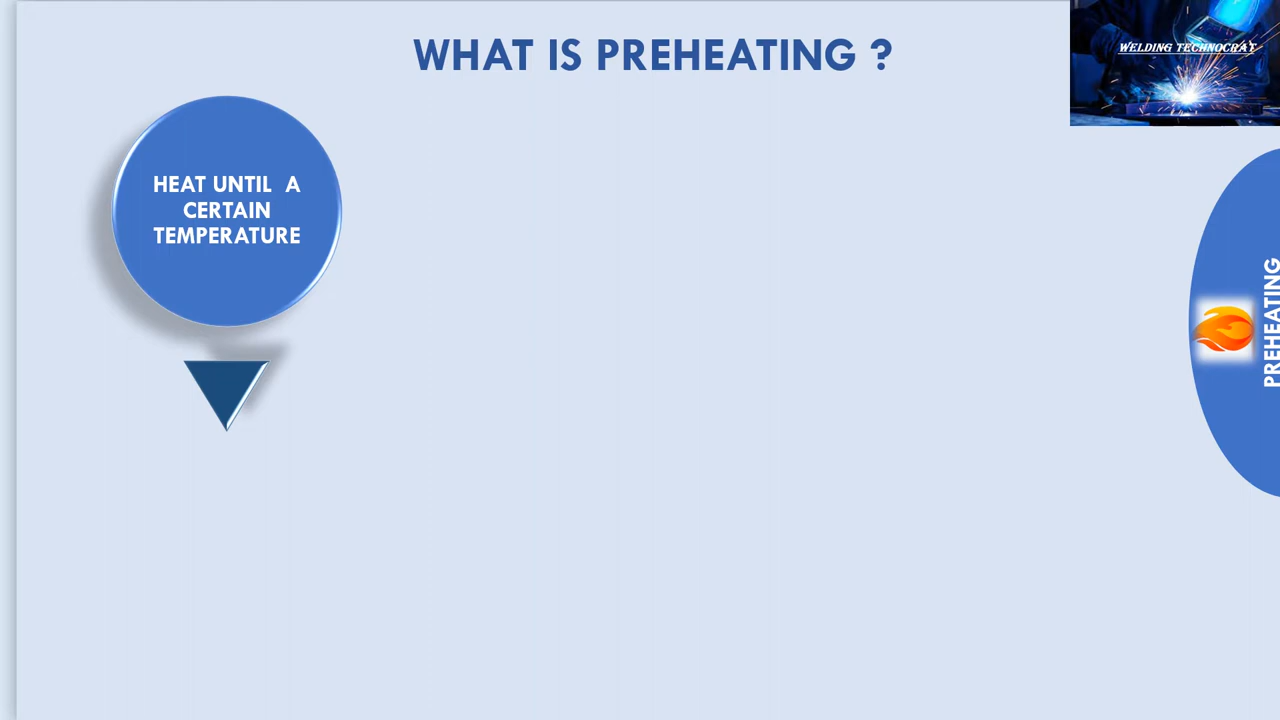 WHAT IS PREHEATING ?
WELDING TECHNOCRAT
HEAT UNTIL A
CERTAIN
TEMPERATURE
PREHEATING